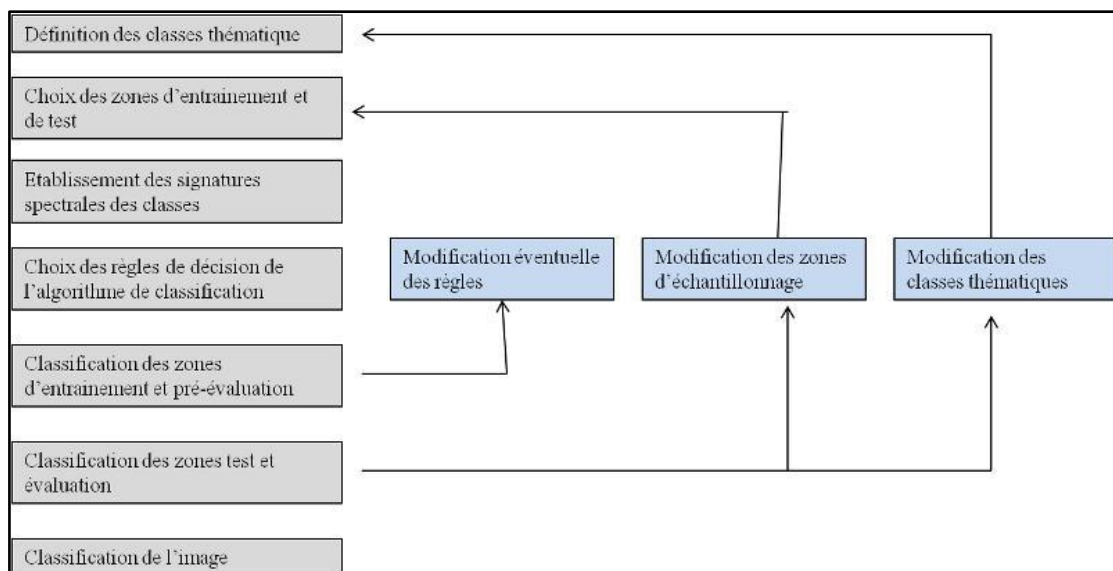 Définition des classes thématique
Choix des zones d'entrainement et
de test
Etablissement des signatures
spectrales des classes
Choix des règles de décision de
l'algorithme de classification
Modification éventuelle
des règles
Modification des zones
d'échantillonnage
Modification des
classes thématiques
Classification des zones
d'entrainement et pré-évaluation
Classification des zones test et
évaluation
Classification de l'image